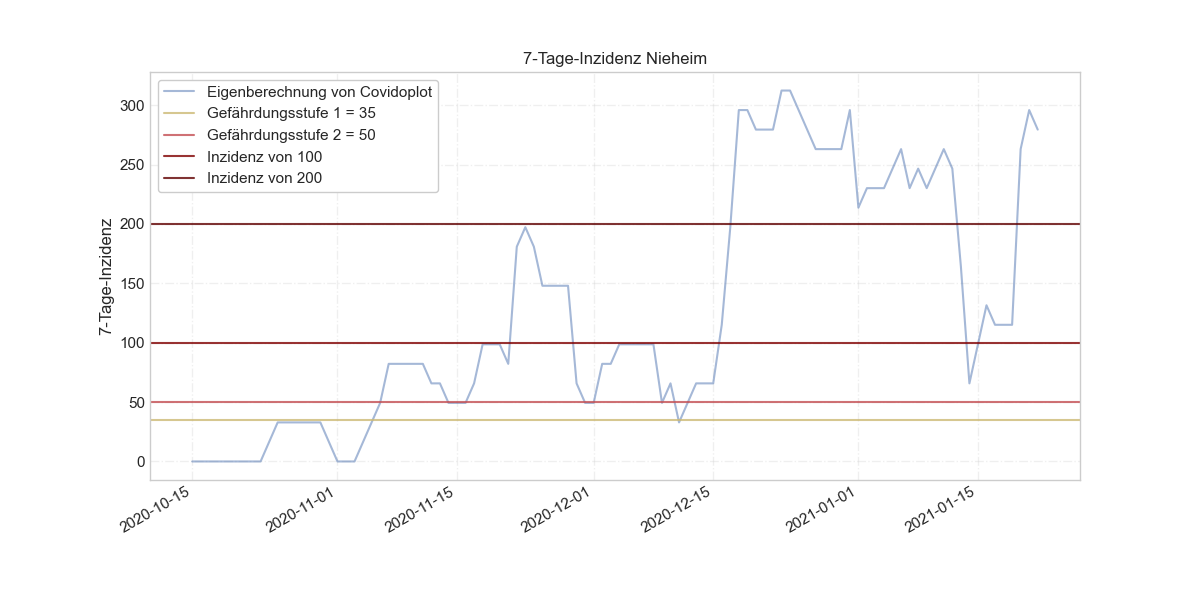 7-Tage-Inzidenz Nieheim
Eigenberechnung von Covidoplot
Gefährdungsstufe 1 = 35
Gefährdungsstufe 2 = 50
Inzidenz von 100
Inzidenz von 200
7-Tage-Inzidenz
300
250
200
150
100
50
0
2020-10-15
2020-11-01
2020-11-15
2020-12-01
2020-12-15
2021-01-01
2021-01-15